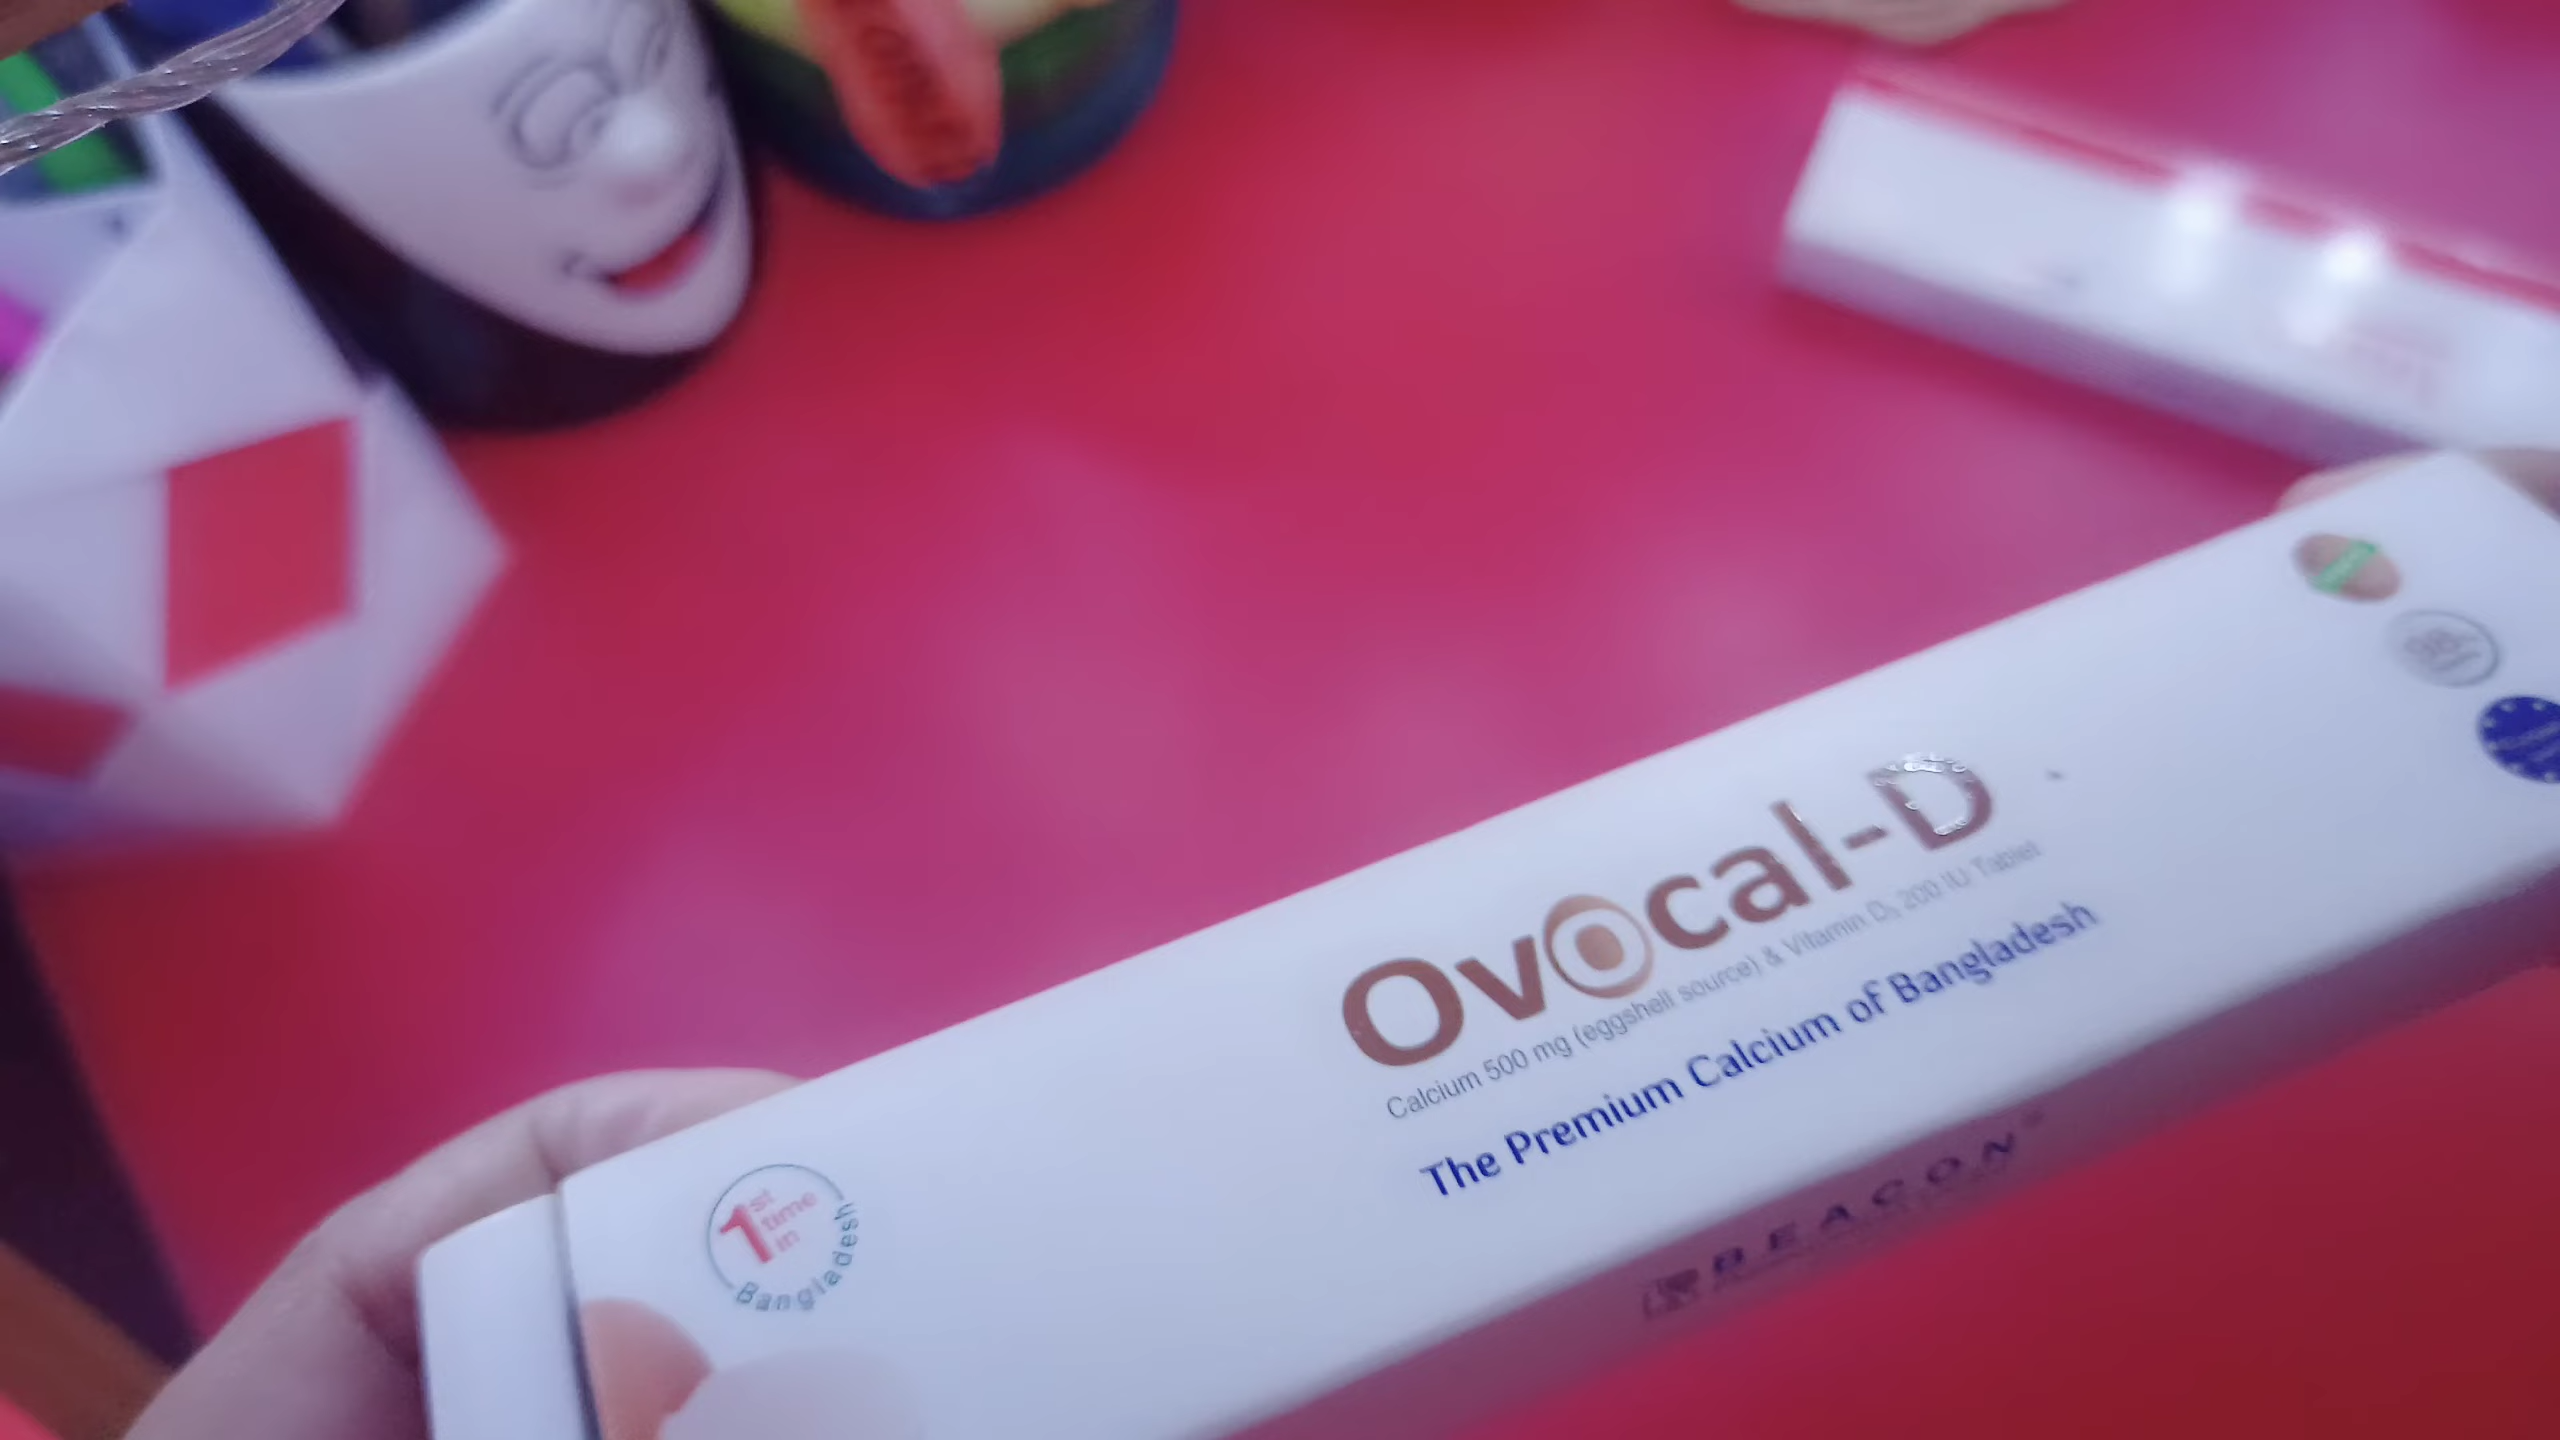 Ovocal-D
Calcium 500 mg (eggshell source) & Vitamin D₃ 200 IU Tablet
The Premium Calcium of Bangladesh
BEACON
1st
time
in
Bangladesh